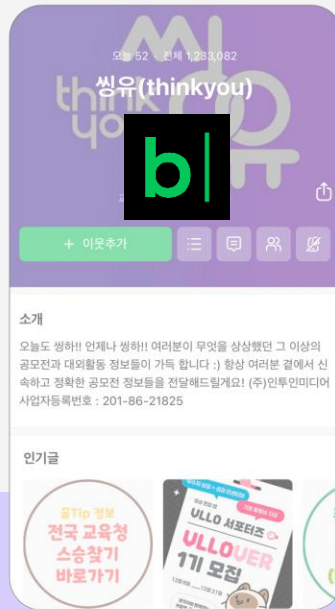 오늘 52 전체 1,233,082
씽유(thinkyou)
씽유
think
you
b|
+ 이웃추가
소개
오늘도 씽하!! 언제나 씽하!! 여러분이 무엇을 상상했던 그 이상의
공모전과 대외활동 정보들이 가득 합니다 :) 항상 여러분 곁에서 신
속하고 정확한 공모전 정보들을 전달해드릴게요! (주)인투인미디어
사업자등록번호 : 201-86-21825
인기글
꿀Tip 정보
전국 교육청
스승찾기
바로가기
VLLO 서포터즈
VLLOVER
1기 모집